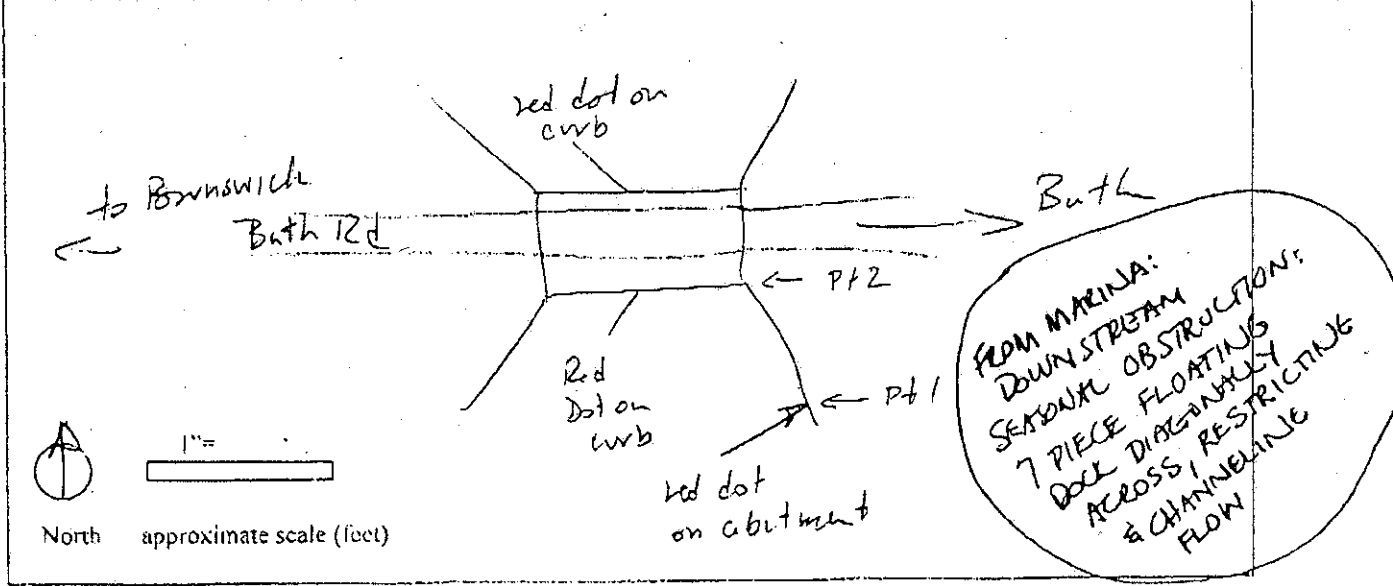 red dot on
curb
to Brunswick
Bath Rd
Bath
Pt 2
Red
Dot on
curb
Pt 1
red dot
on abutment
FROM MARINA:
DOWNSTREAM
SEASONAL OBSTRUCTION:
7 PIECE FLOATING
DOCK DIAGONALLY
ACROSS, RESTRICTING
& CHANNELING
FLOW
1"=
North approximate scale (feet)